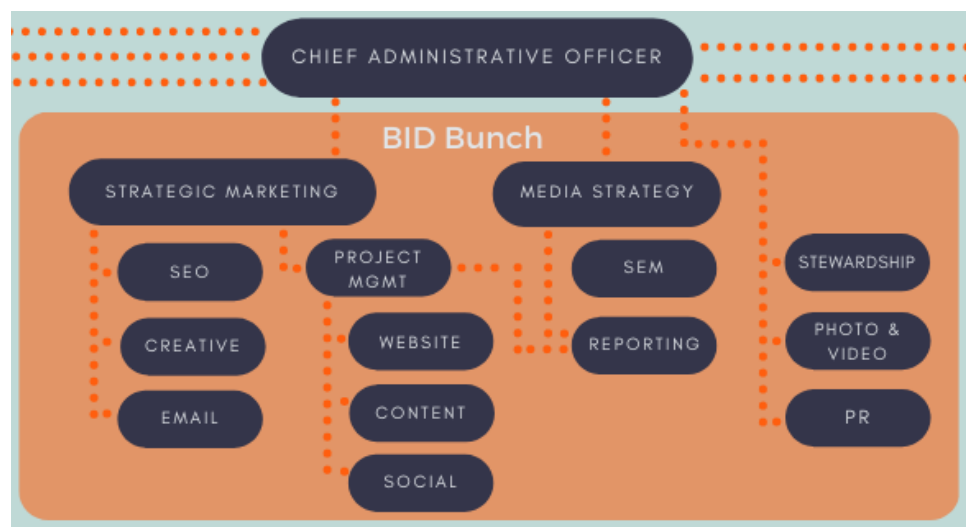 CHIEF ADMINISTRATIVE OFFICER
BID Bunch
STRATEGIC MARKETING
MEDIA STRATEGY
SEO
CREATIVE
EMAIL
PROJECT
MGMT
WEBSITE
CONTENT
SOCIAL
SEM
REPORTING
STEWARDSHIP
PHOTO &
VIDEO
PR